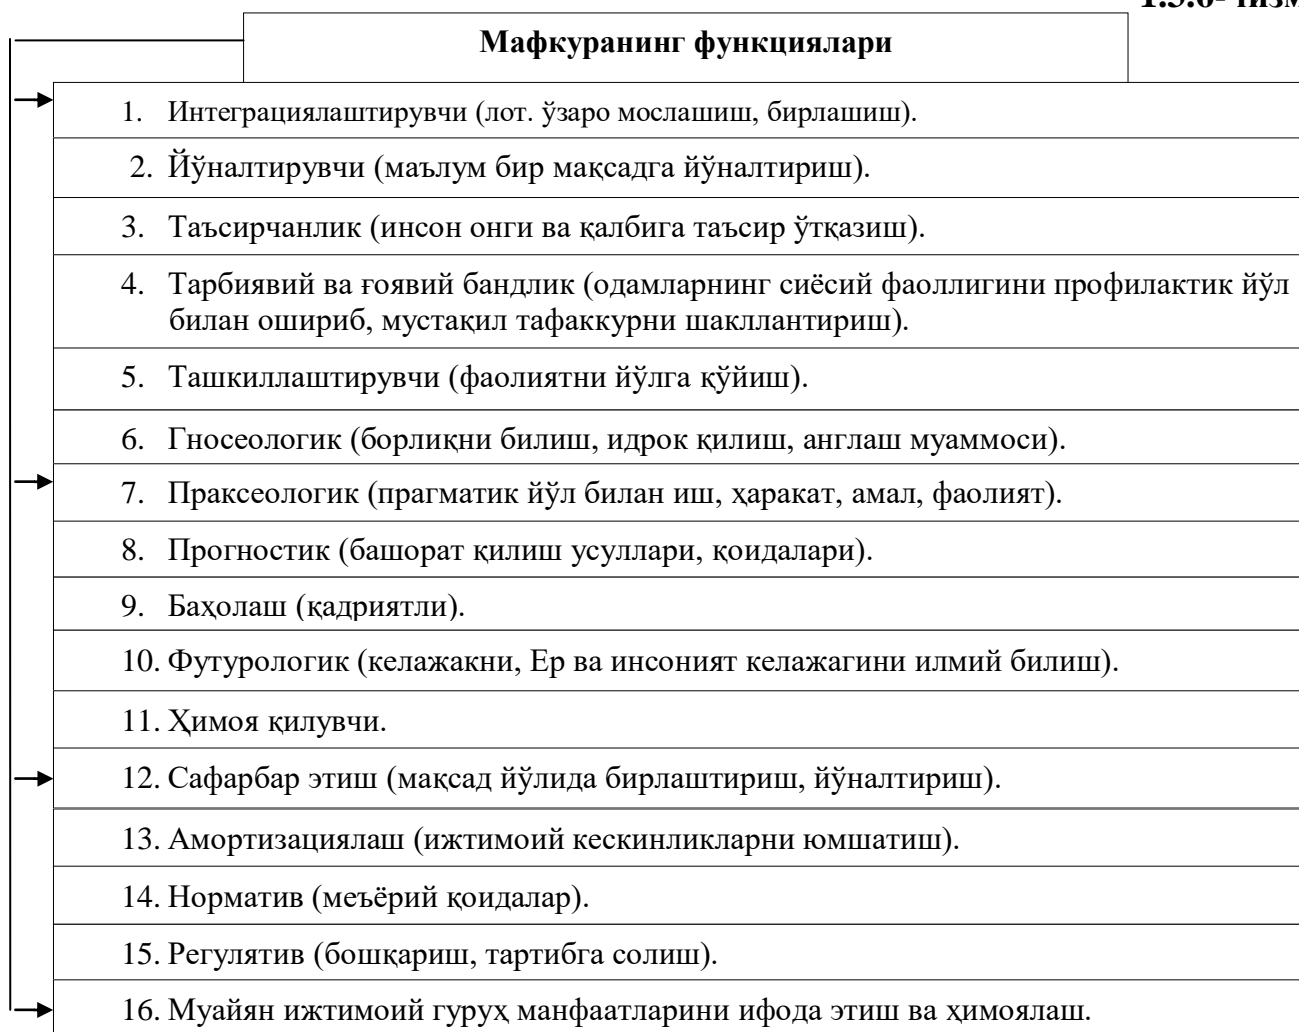 Мафкуранинг функциялари
1. Интеграциялаштирувчи (лот. ўзаро мослашиш, бирлашиш).
2. Йўналтирувчи (маълум бир мақсадга йўналтириш).
3. Таъсирчанлик (инсон онги ва қалбига таъсир ўтқазиш).
4. Тарбиявий ва ғоявий бандлик (одамларнинг сиёсий фаоллигини профилактик йўл
билан ошириб, мустақил тафаккурни шакллантириш).
5. Ташкиллаштирувчи (фаолиятни йўлга қўйиш).
6. Гносеологик (борлиқни билиш, идрок қилиш, англаш муаммоси).
7. Праксеологик (прагматик йўл билан иш, ҳаракат, амал, фаолият).
8. Прогностик (башорат қилиш усуллари, қоидалари).
9. Баҳолаш (қадриятли).
10. Футурологик (келажакни, Ер ва инсоният келажагини илмий билиш).
11. Ҳимоя қилувчи.
12. Сафарбар этиш (мақсад йўлида бирлаштириш, йўналтириш).
13. Амортизациялаш (ижтимоий кескинликларни юмшатиш).
14. Норматив (меъёрий қоидалар).
15. Регулятив (бошқариш, тартибга солиш).
16. Муайян ижтимоий гуруҳ манфаатларини ифода этиш ва ҳимоялаш.